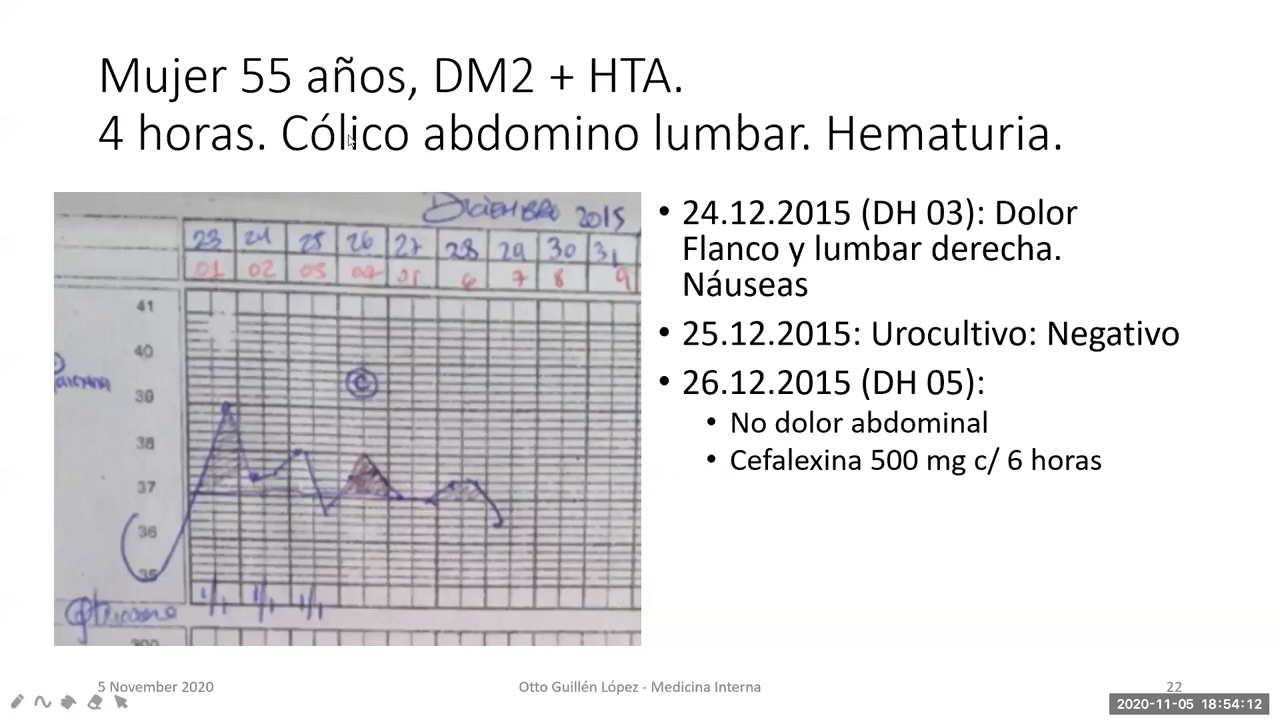 Mujer 55 años, DM2 + HTA.
4 horas. Cólico abdomino lumbar. Hematuria.
DICIEMBRE 2015
23 24 25 26 27 28 29 30 31
01 02 03 04 05 6 7 8 9
41
40
39
38
37
36
35
C
300
• 24.12.2015 (DH 03): Dolor
Flanco y lumbar derecha.
Náuseas
• 25.12.2015: Urocultivo: Negativo
• 26.12.2015 (DH 05):
• No dolor abdominal
• Cefalexina 500 mg c/ 6 horas
5 November 2020
Otto Guillén López - Medicina Interna
22
2020-11-05 18:54:12